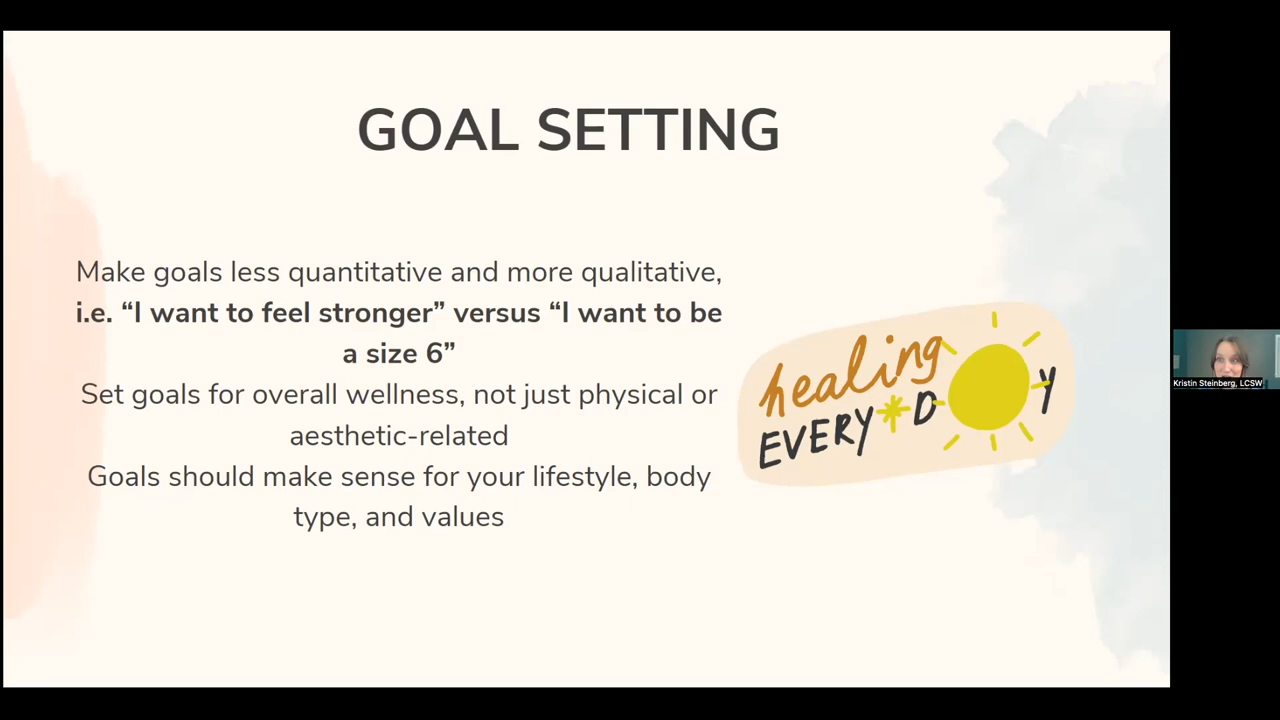 GOAL SETTING
Make goals less quantitative and more qualitative,
i.e. “I want to feel stronger” versus “I want to be
a size 6”
Set goals for overall wellness, not just physical or
aesthetic-related
Goals should make sense for your lifestyle, body
type, and values
healing
EVERY D Y
Kristin Steinberg, LCSW